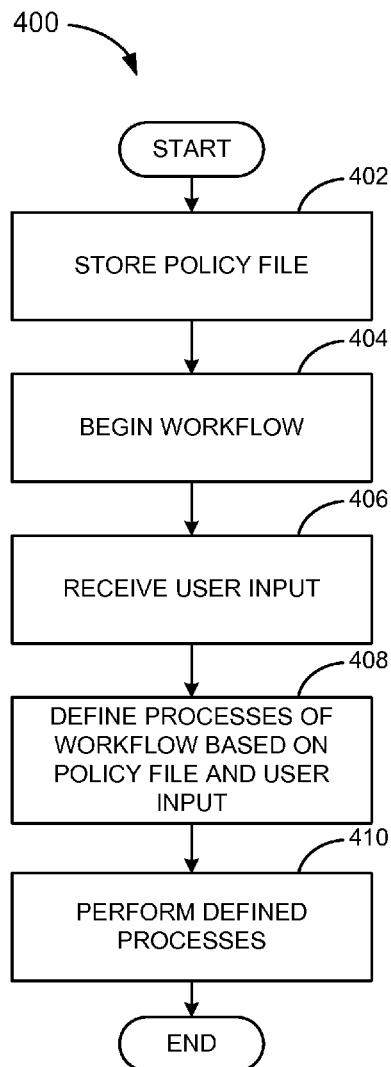 400
START
402
STORE POLICY FILE
404
BEGIN WORKFLOW
406
RECEIVE USER INPUT
408
DEFINE PROCESSES OF
WORKFLOW BASED ON
POLICY FILE AND USER
INPUT
410
PERFORM DEFINED
PROCESSES
END